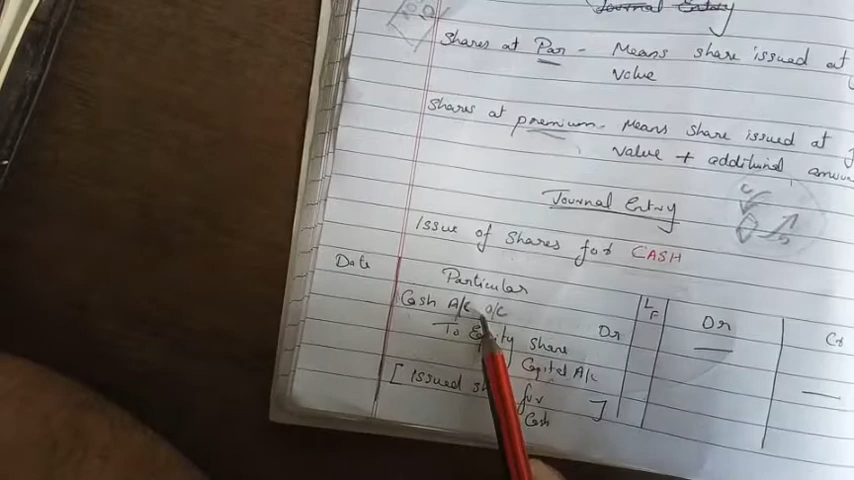 Journal Entry
Shares at Par - Means share issued at
value
Shares at premium - Means share issued at
value + additional amoun
Journal Entry
Issue of shares for CASH
Date Particular L F Dr Cr
Cash A/c Dr
To Equity share
Capital A/c
[ Issued for
Cash ]